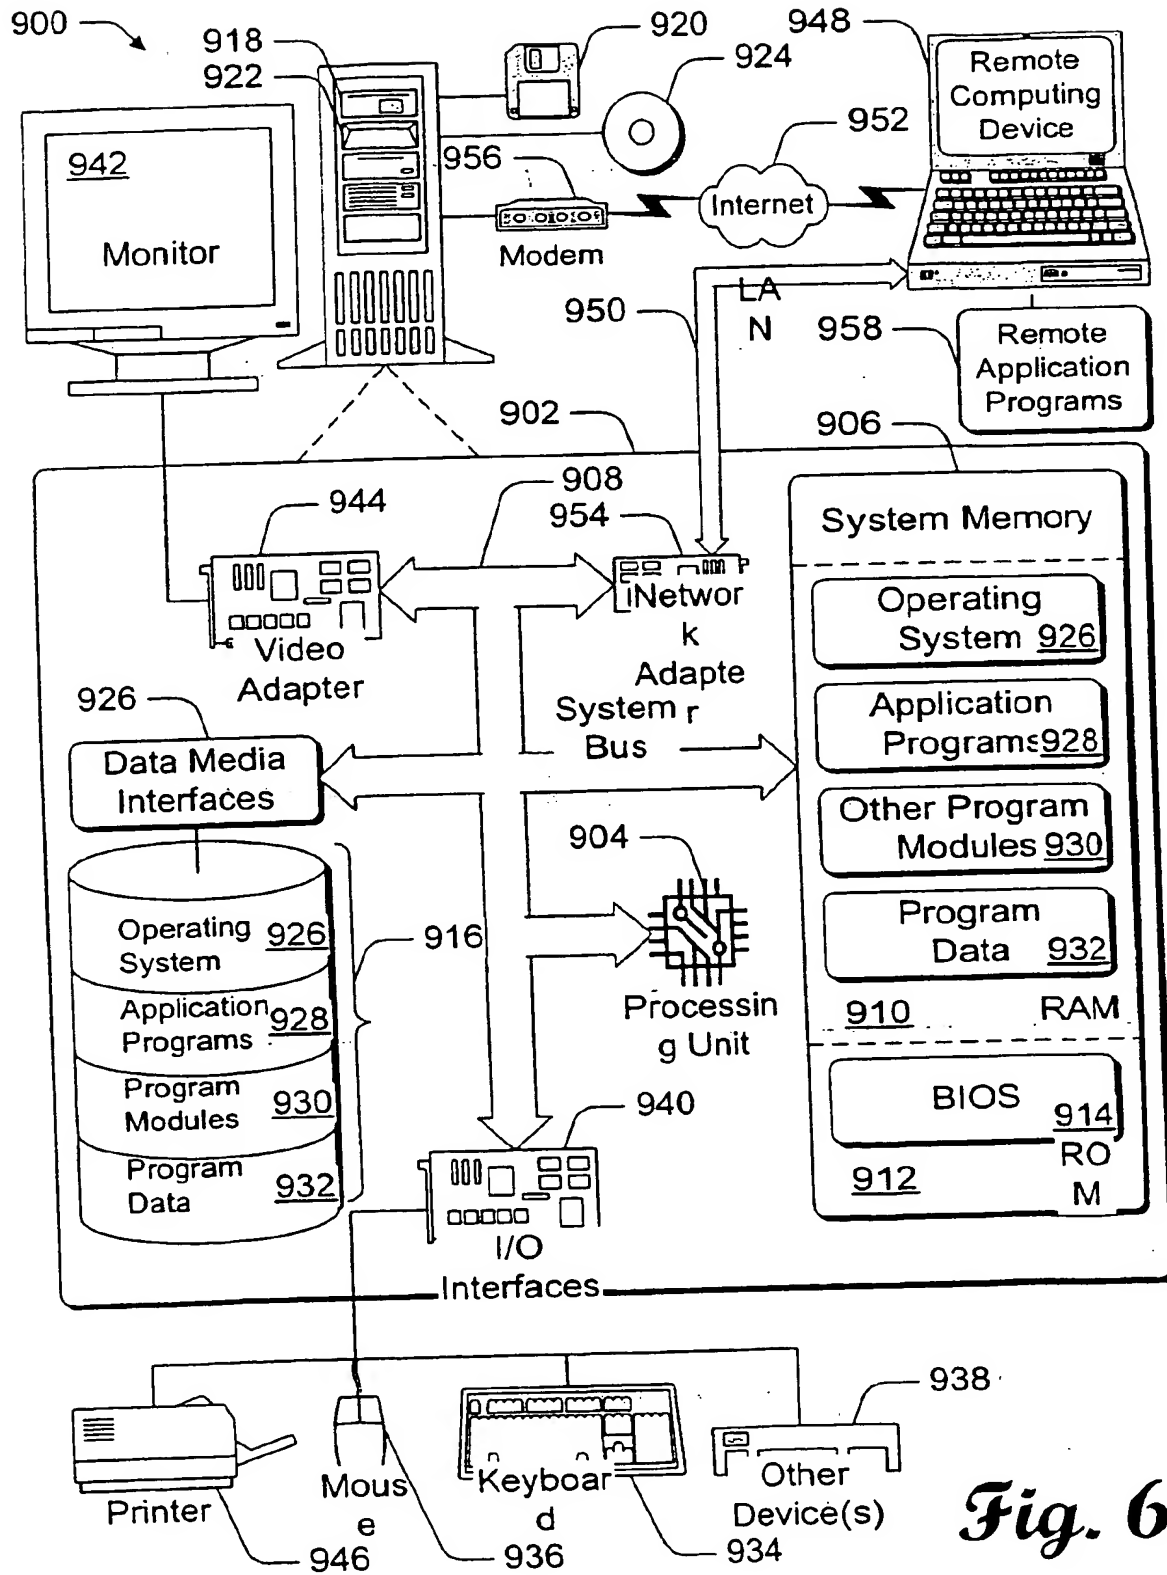 900
918
922
920
924
948
942
Monitor
956
Modem
952
Internet
Remote
Computing
Device
LA
N
950
958
Remote
Application
Programs
902
906
908
944
954
Video
Adapter
Networ
k
Adapte
r
System
Bus
System Memory
Operating
System 926
Application
Programs 928
Other Program
Modules 930
Program
Data 932
910 RAM
BIOS
914
RO
M
912
926
Data Media
Interfaces
Operating
System 926
Application
Programs 928
Program
Modules 930
Program
Data 932
916
904
Processin
g Unit
940
I/O
Interfaces
Printer
946
Mous
e
936
Keyboar
d
934
938
Other
Device(s)
Fig. 6